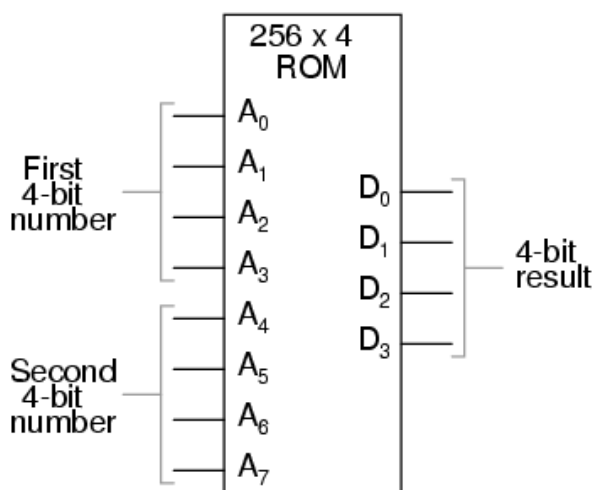 256 x 4
ROM
First
4-bit
number
A₀
A₁
A₂
A₃
Second
4-bit
number
A₄
A₅
A₆
A₇
D₀
D₁
D₂
D₃
4-bit
result